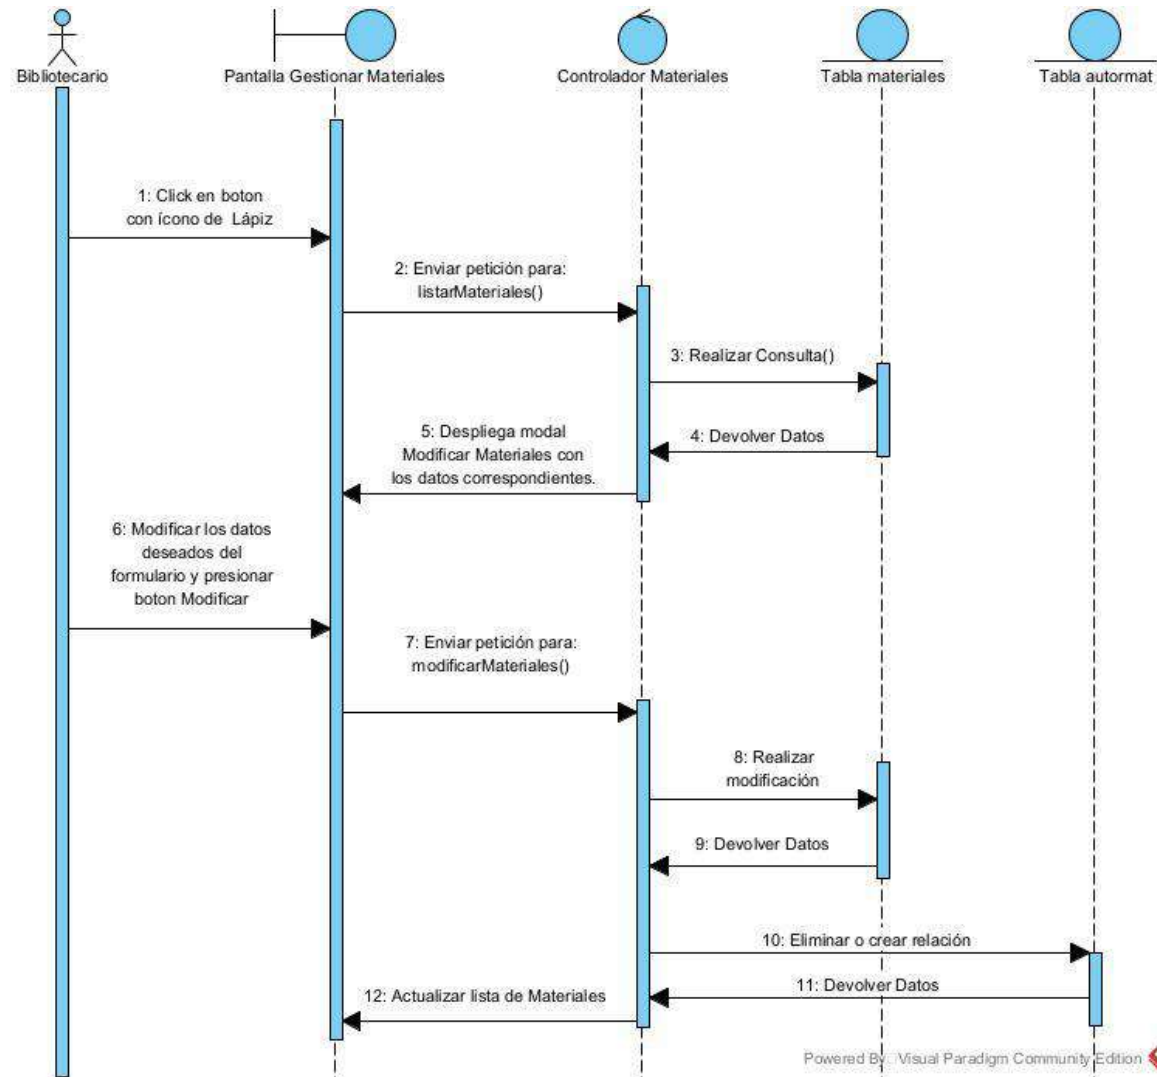 Bibliotecario
Pantalla Gestionar Materiales
Controlador Materiales
Tabla materiales
Tabla autormat
1: Click en boton
con ícono de Lápiz
2: Enviar petición para:
listarMateriales()
3: Realizar Consulta()
4: Devolver Datos
5: Despliega modal
Modificar Materiales con
los datos correspondientes.
6: Modificar los datos
deseados del
formulario y presionar
boton Modificar
7: Enviar petición para:
modificarMateriales()
8: Realizar
modificación
9: Devolver Datos
10: Eliminar o crear relación
11: Devolver Datos
12: Actualizar lista de Materiales
Powered By Visual Paradigm Community Edition